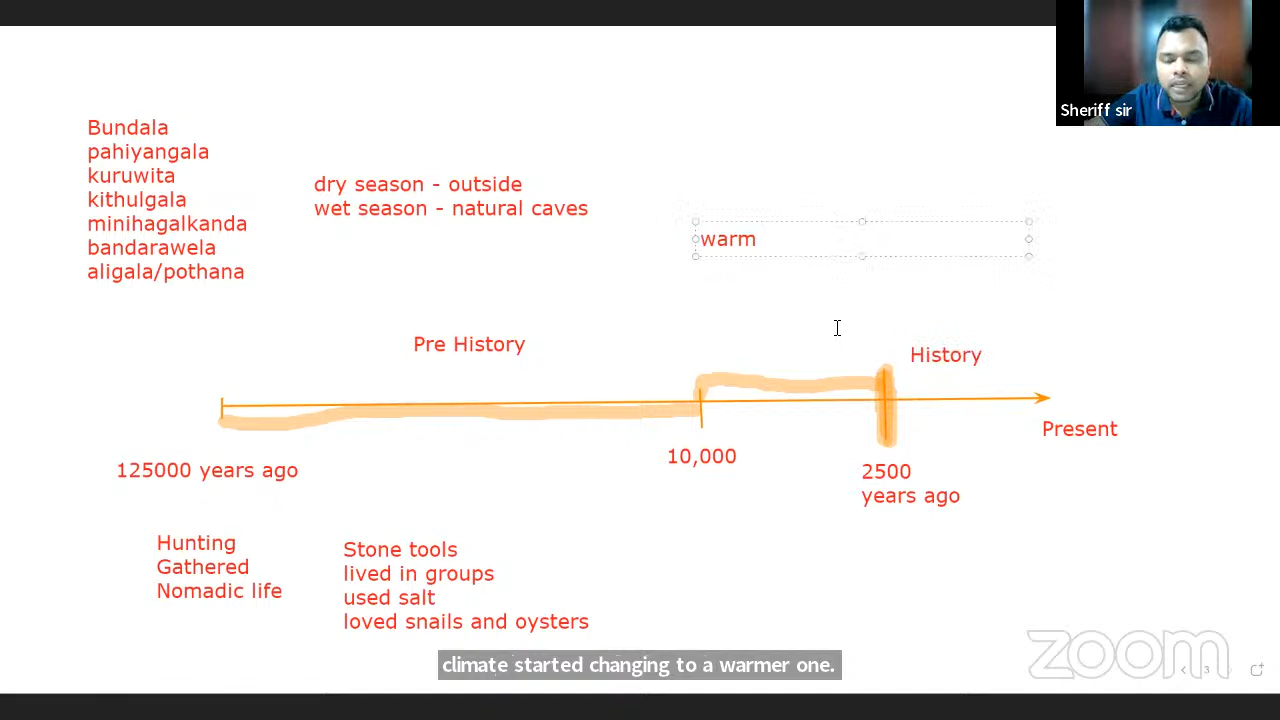 Sheriff sir
Bundala
pahiyangala
kuruwita
kithulgala
minihagalkanda
bandarawela
aligala/pothana
dry season - outside
wet season - natural caves
warm
Pre History
History
Present
125000 years ago
10,000
2500
years ago
Hunting
Gathered
Nomadic life
Stone tools
lived in groups
used salt
loved snails and oysters
climate started changing to a warmer one.
zoom
3